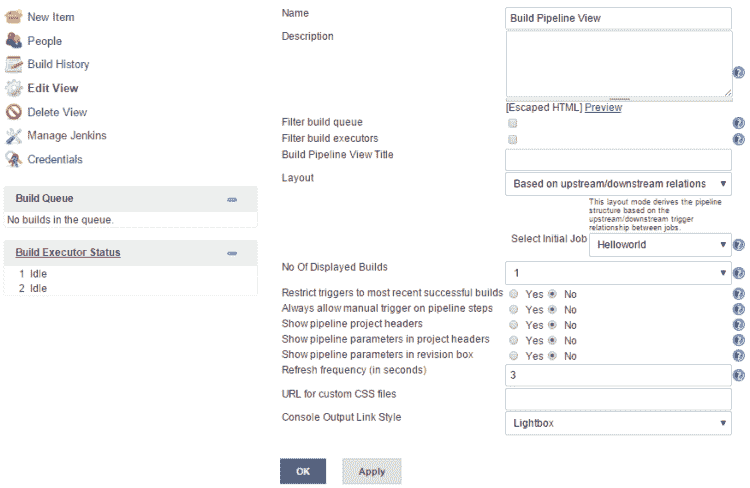 New Item
People
Build History
Edit View
Delete View
Manage Jenkins
Credentials
Build Queue
No builds in the queue.
Build Executor Status
1 Idle
2 Idle
Name
Build Pipeline View
Description
[Escaped HTML] Preview
Filter build queue
Filter build executors
Build Pipeline View Title
Layout
Based on upstream/downstream relations
This layout mode derives the pipeline
structure based on the
upstream/downstream trigger
relationship between jobs.
Select Initial Job
Helloworld
No Of Displayed Builds
1
Restrict triggers to most recent successful builds Yes No
Always allow manual trigger on pipeline steps Yes No
Show pipeline project headers Yes No
Show pipeline parameters in project headers Yes No
Show pipeline parameters in revision box Yes No
Refresh frequency (in seconds)
3
URL for custom CSS files
Console Output Link Style
Lightbox
OK
Apply